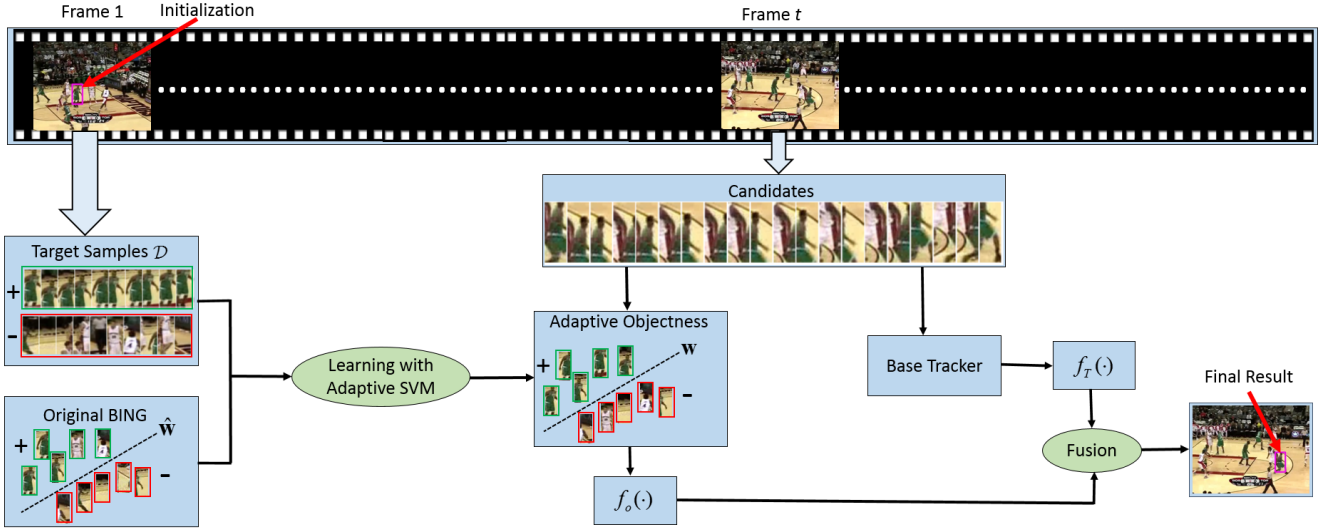 Frame 1
Initialization
Frame t
Candidates
Target Samples 𝒟
+
-
Adaptive Objectness
w
+
-
Learning with
Adaptive SVM
Base Tracker
f_T(·)
Final Result
Original BING
ŵ
+
-
Fusion
f_o(·)